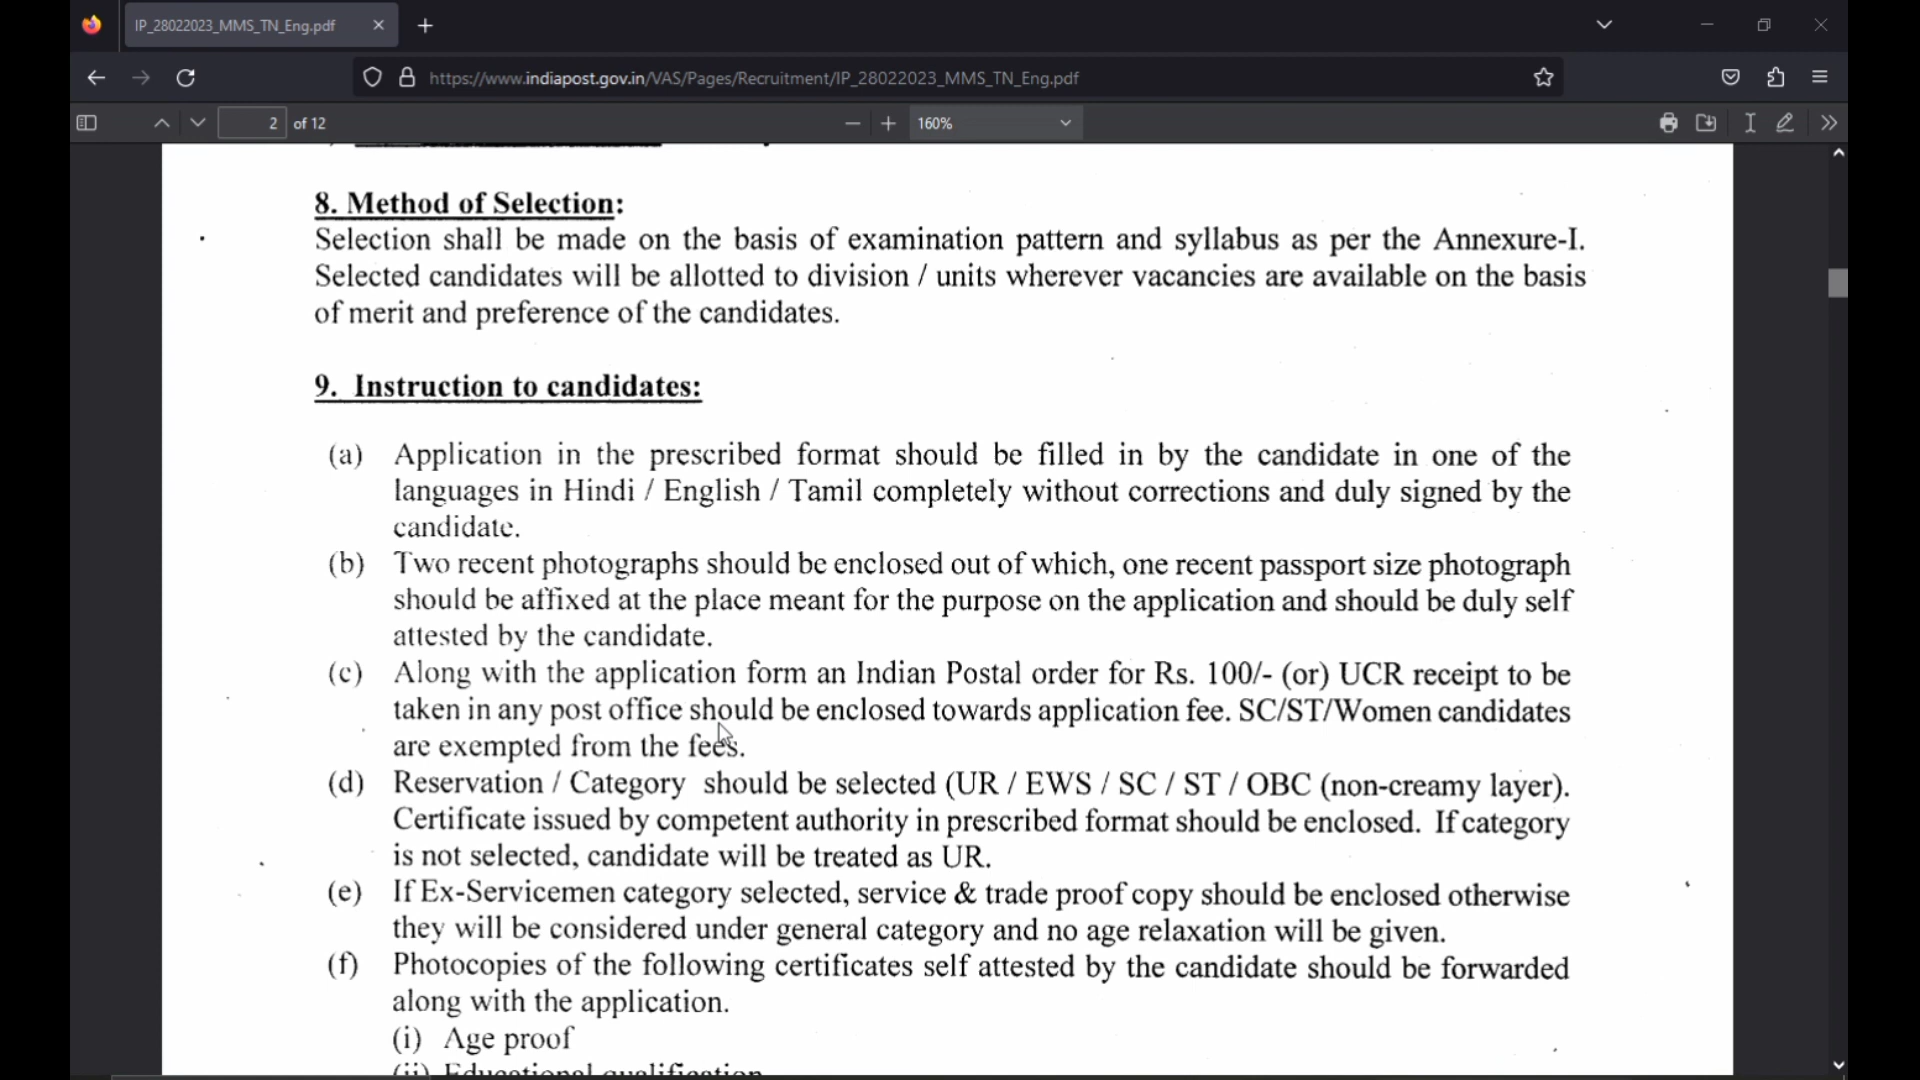 IP_28022023_MMS_TN_Eng.pdf
https://www.indiapost.gov.in/VAS/Pages/Recruitment/IP_28022023_MMS_TN_Eng.pdf
2 of 12
160%
8. Method of Selection:
Selection shall be made on the basis of examination pattern and syllabus as per the Annexure-I.
Selected candidates will be allotted to division / units wherever vacancies are available on the basis
of merit and preference of the candidates.
9. Instruction to candidates:
(a) Application in the prescribed format should be filled in by the candidate in one of the
languages in Hindi / English / Tamil completely without corrections and duly signed by the
candidate.
(b) Two recent photographs should be enclosed out of which, one recent passport size photograph
should be affixed at the place meant for the purpose on the application and should be duly self
attested by the candidate.
(c) Along with the application form an Indian Postal order for Rs. 100/- (or) UCR receipt to be
taken in any post office should be enclosed towards application fee. SC/ST/Women candidates
are exempted from the fees.
(d) Reservation / Category should be selected (UR / EWS / SC / ST / OBC (non-creamy layer).
Certificate issued by competent authority in prescribed format should be enclosed. If category
is not selected, candidate will be treated as UR.
(e) If Ex-Servicemen category selected, service & trade proof copy should be enclosed otherwise
they will be considered under general category and no age relaxation will be given.
(f) Photocopies of the following certificates self attested by the candidate should be forwarded
along with the application.
(i) Age proof
(ii) Educational qualification